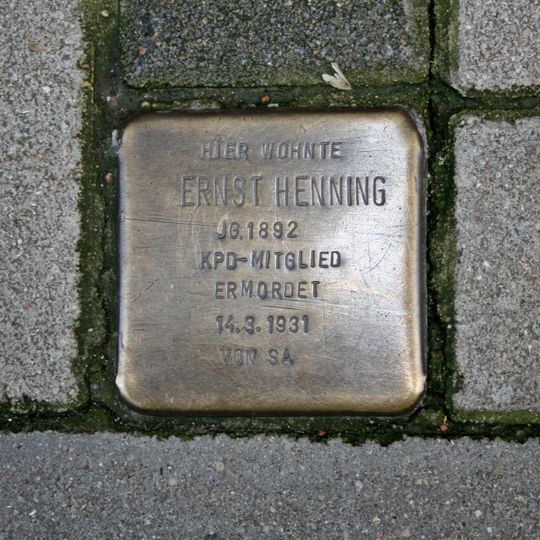 HIER WOHNTE
ERNST HENNING
JG.1892
KPD-MITGLIED
ERMORDET
14.3.1931
VON SA